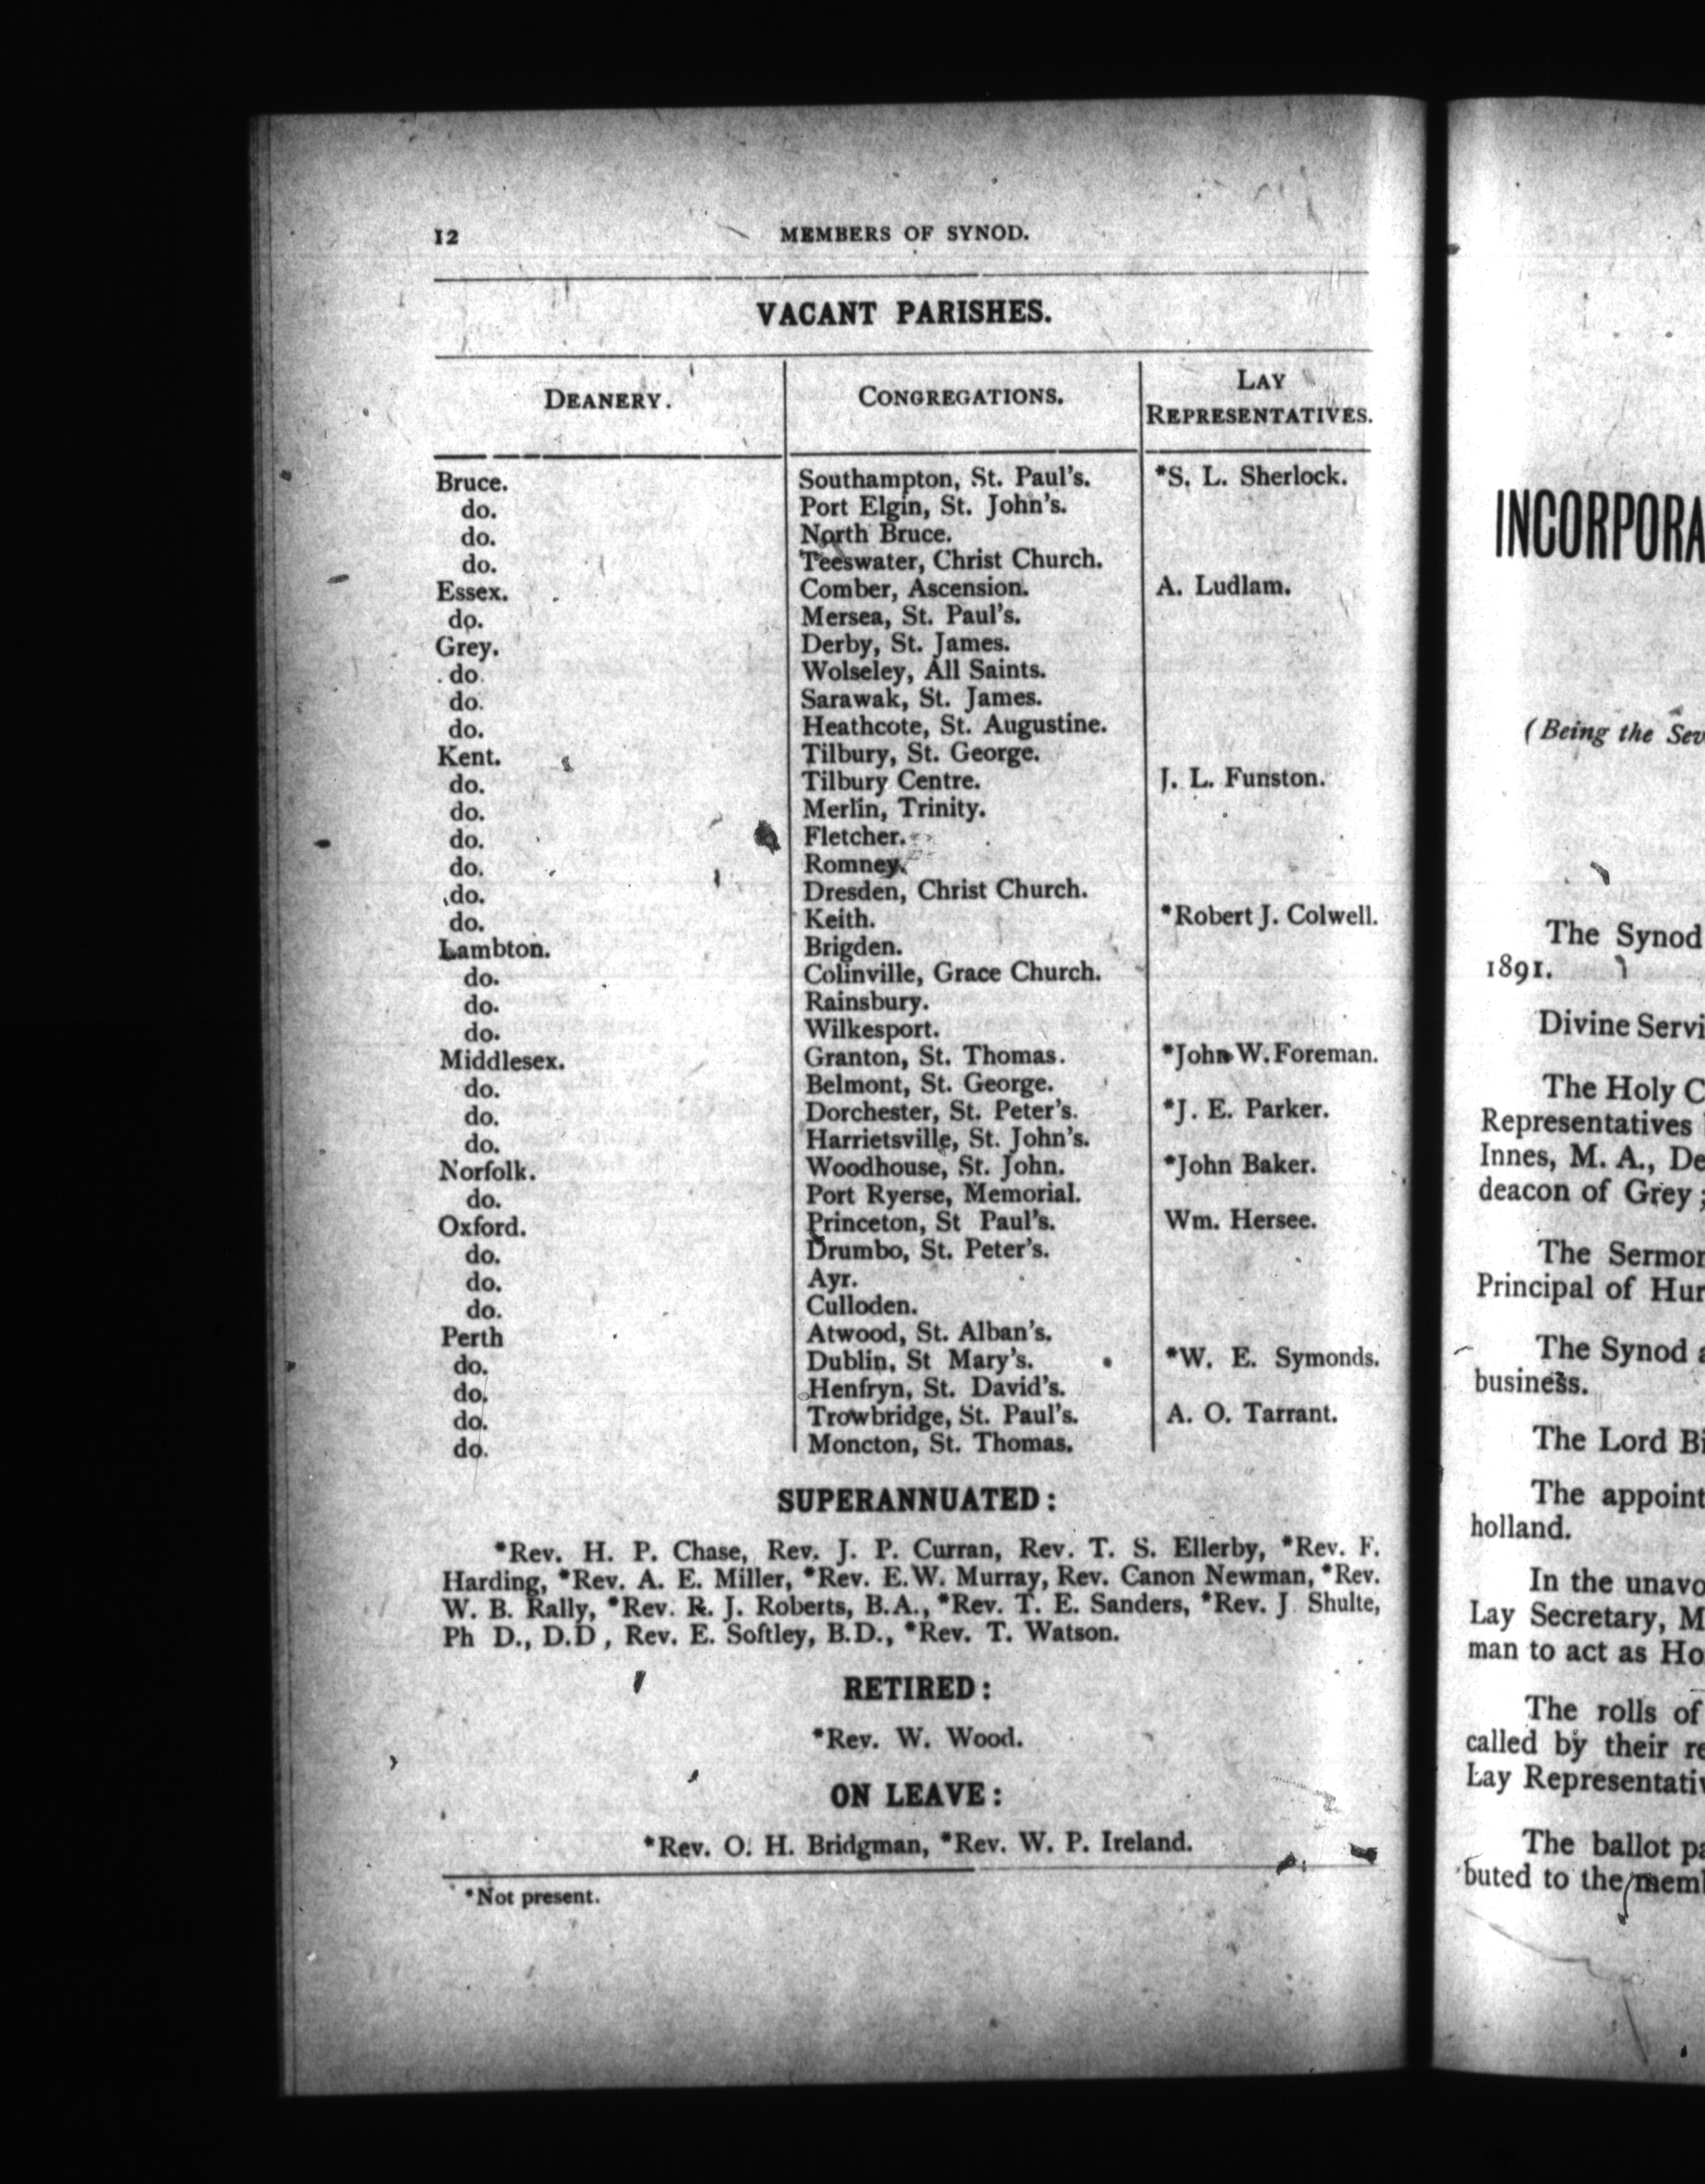 12 MEMBERS OF SYNOD.
VACANT PARISHES.
DEANERY. CONGREGATIONS. LAY REPRESENTATIVES.
Bruce. Southampton, St. Paul's. *S. L. Sherlock.
do. Port Elgin, St. John's.
do. North Bruce.
do. Teeswater, Christ Church.
Essex. Comber, Ascension. A. Ludlam.
do. Mersea, St. Paul's.
Grey. Derby, St. James.
do. Wolseley, All Saints.
do. Sarawak, St. James.
do. Heathcote, St. Augustine.
Kent. Tilbury, St. George.
do. Tilbury Centre. J. L. Funston.
do. Merlin, Trinity.
do. Fletcher.
do. Romney.
do. Dresden, Christ Church.
do. Keith. *Robert J. Colwell.
Lambton. Brigden.
do. Colinville, Grace Church.
do. Rainsbury.
do. Wilkesport.
Middlesex. Granton, St. Thomas. *John W. Foreman.
do. Belmont, St. George.
do. Dorchester, St. Peter's. *J. E. Parker.
do. Harrietsville, St. John's.
Norfolk. Woodhouse, St. John. *John Baker.
do. Port Ryerse, Memorial.
Oxford. Princeton, St Paul's. Wm. Hersee.
do. Drumbo, St. Peter's.
do. Ayr.
do. Culloden.
Perth Atwood, St. Alban's.
do. Dublin, St Mary's. *W. E. Symonds.
do. Henfryn, St. David's.
do. Trowbridge, St. Paul's. A. O. Tarrant.
do. Moncton, St. Thomas.
SUPERANNUATED:
*Rev. H. P. Chase, Rev. J. P. Curran, Rev. T. S. Ellerby, *Rev. F.
Harding, *Rev. A. E. Miller, *Rev. E.W. Murray, Rev. Canon Newman, *Rev.
W. B. Rally, *Rev. R. J. Roberts, B.A., *Rev. T. E. Sanders, *Rev. J Shulte,
Ph D., D.D, Rev. E. Softley, B.D., *Rev. T. Watson.
RETIRED:
*Rev. W. Wood.
ON LEAVE:
*Rev. O. H. Bridgman, *Rev. W. P. Ireland.
*Not present.
INCORPORA
(Being the Sev
The Synod
1891.
Divine Servi
The Holy C
Representatives
Innes, M. A., De
deacon of Grey;
The Sermon
Principal of Hur
The Synod a
business.
The Lord Bi
The appoint
holland.
In the unavo
Lay Secretary, M
man to act as Ho
The rolls of
called by their re
Lay Representativ
The ballot pa
buted to the mem